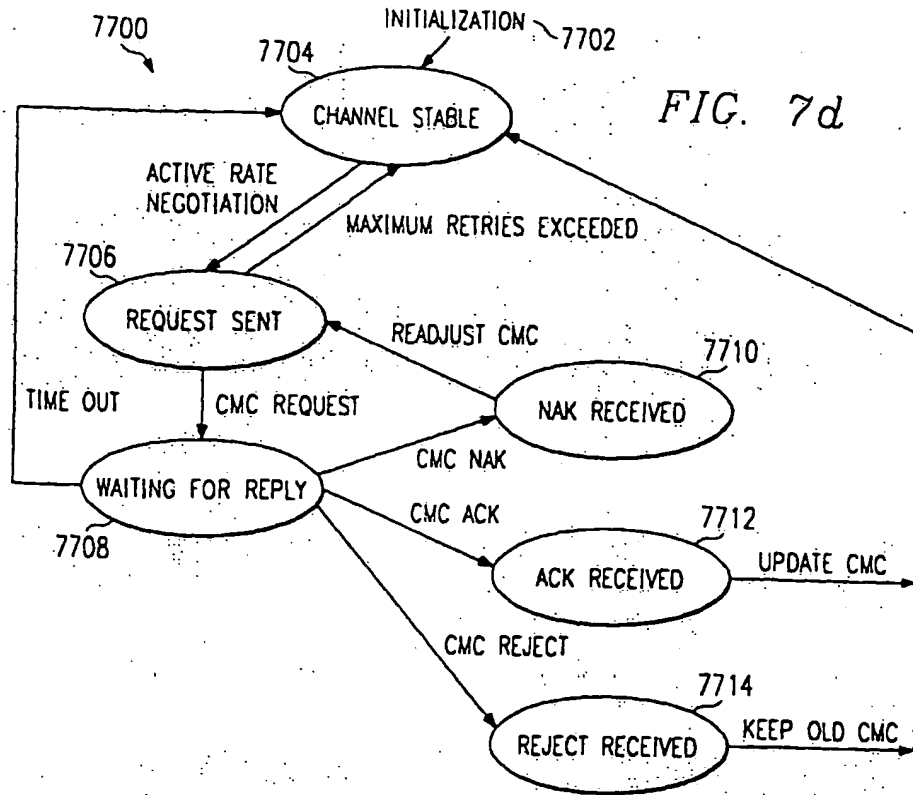 INITIALIZATION
7702
7700
7704
CHANNEL STABLE
FIG. 7d
ACTIVE RATE
NEGOTIATION
MAXIMUM RETRIES EXCEEDED
7706
REQUEST SENT
READJUST CMC
7710
NAK RECEIVED
TIME OUT
CMC REQUEST
CMC NAK
WAITING FOR REPLY
7708
CMC ACK
7712
ACK RECEIVED
UPDATE CMC
CMC REJECT
7714
REJECT RECEIVED
KEEP OLD CMC